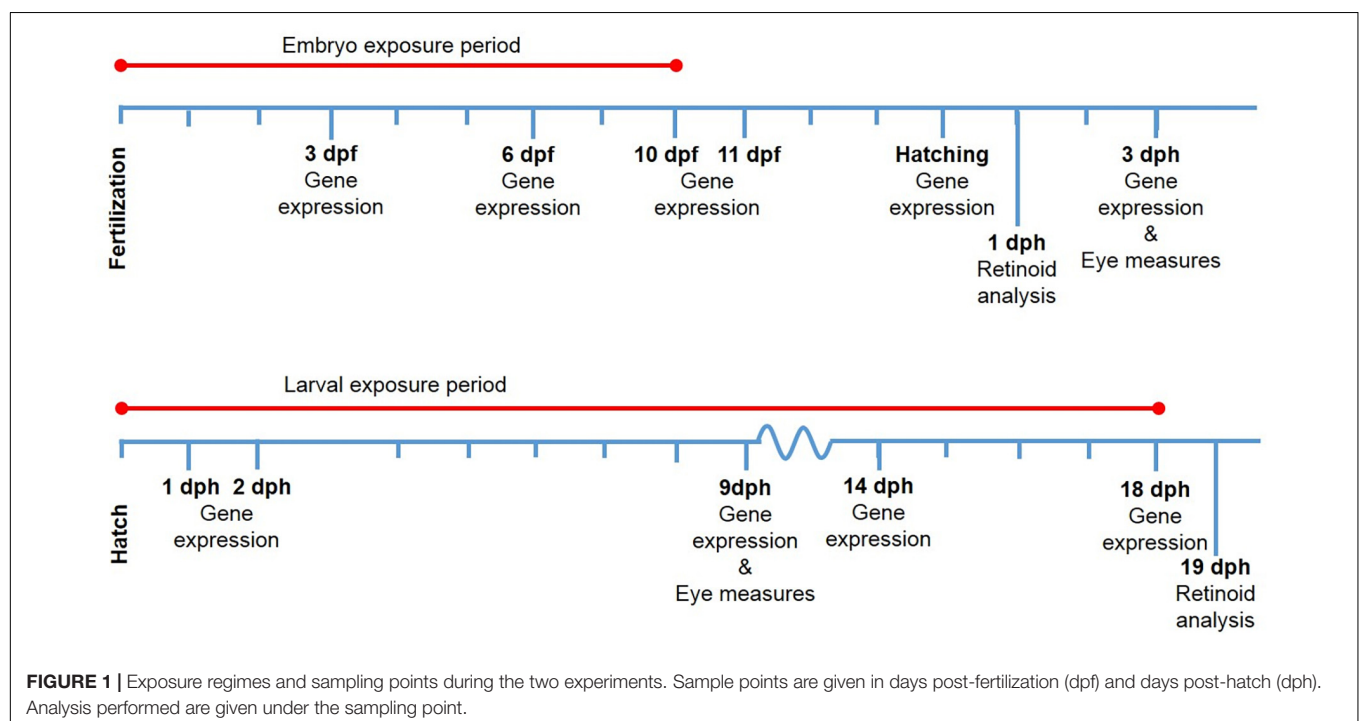 Embryo exposure period
Fertilization
3 dpf
Gene
expression
6 dpf
Gene
expression
10 dpf 11 dpf
Gene
expression
Hatching
Gene
expression
1 dph
Retinoid
analysis
3 dph
Gene
expression
&
Eye measures
Larval exposure period
Hatch
1 dph 2 dph
Gene
expression
9dph
Gene
expression
&
Eye measures
14 dph
Gene
expression
18 dph
Gene
expression
19 dph
Retinoid
analysis
FIGURE 1 | Exposure regimes and sampling points during the two experiments. Sample points are given in days post-fertilization (dpf) and days post-hatch (dph).
Analysis performed are given under the sampling point.